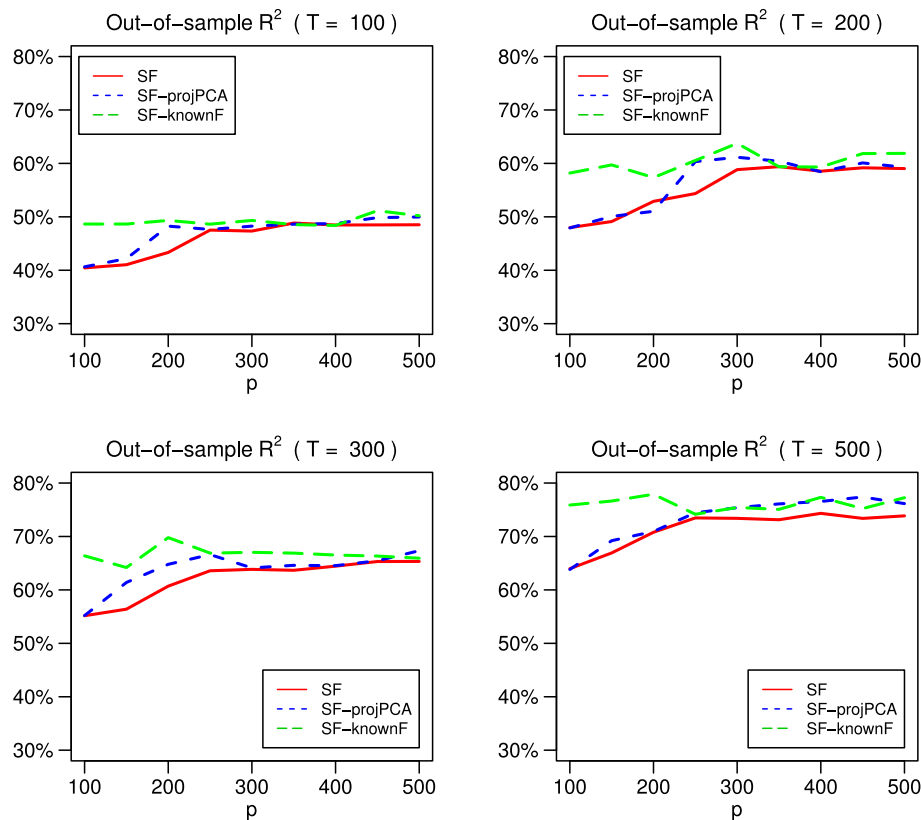 Out−of−sample R² ( T = 100 )
80%
70%
60%
50%
40%
30%
SF
SF−projPCA
SF−knownF
100 200 300 400 500
p
Out−of−sample R² ( T = 200 )
80%
70%
60%
50%
40%
30%
SF
SF−projPCA
SF−knownF
100 200 300 400 500
p
Out−of−sample R² ( T = 300 )
80%
70%
60%
50%
40%
30%
SF
SF−projPCA
SF−knownF
100 200 300 400 500
p
Out−of−sample R² ( T = 500 )
80%
70%
60%
50%
40%
30%
SF
SF−projPCA
SF−knownF
100 200 300 400 500
p